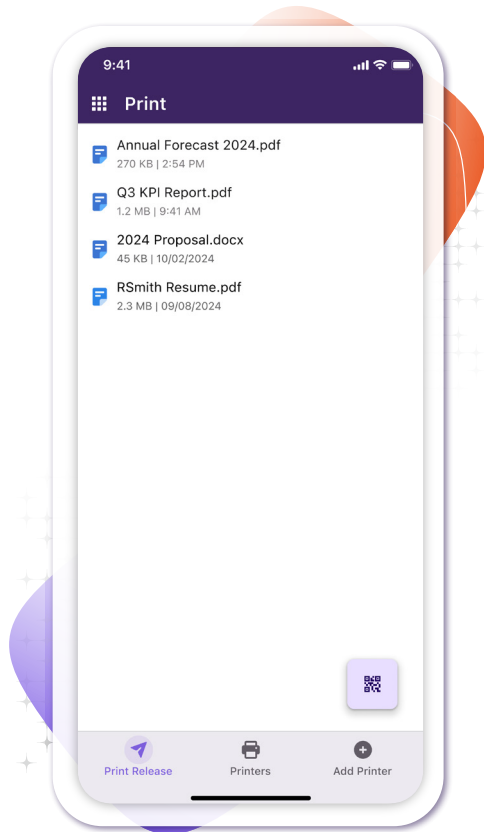 9:41
Print
Annual Forecast 2024.pdf
270 KB | 2:54 PM
Q3 KPI Report.pdf
1.2 MB | 9:41 AM
2024 Proposal.docx
45 KB | 10/02/2024
RSmith Resume.pdf
2.3 MB | 09/08/2024
Print Release Printers Add Printer